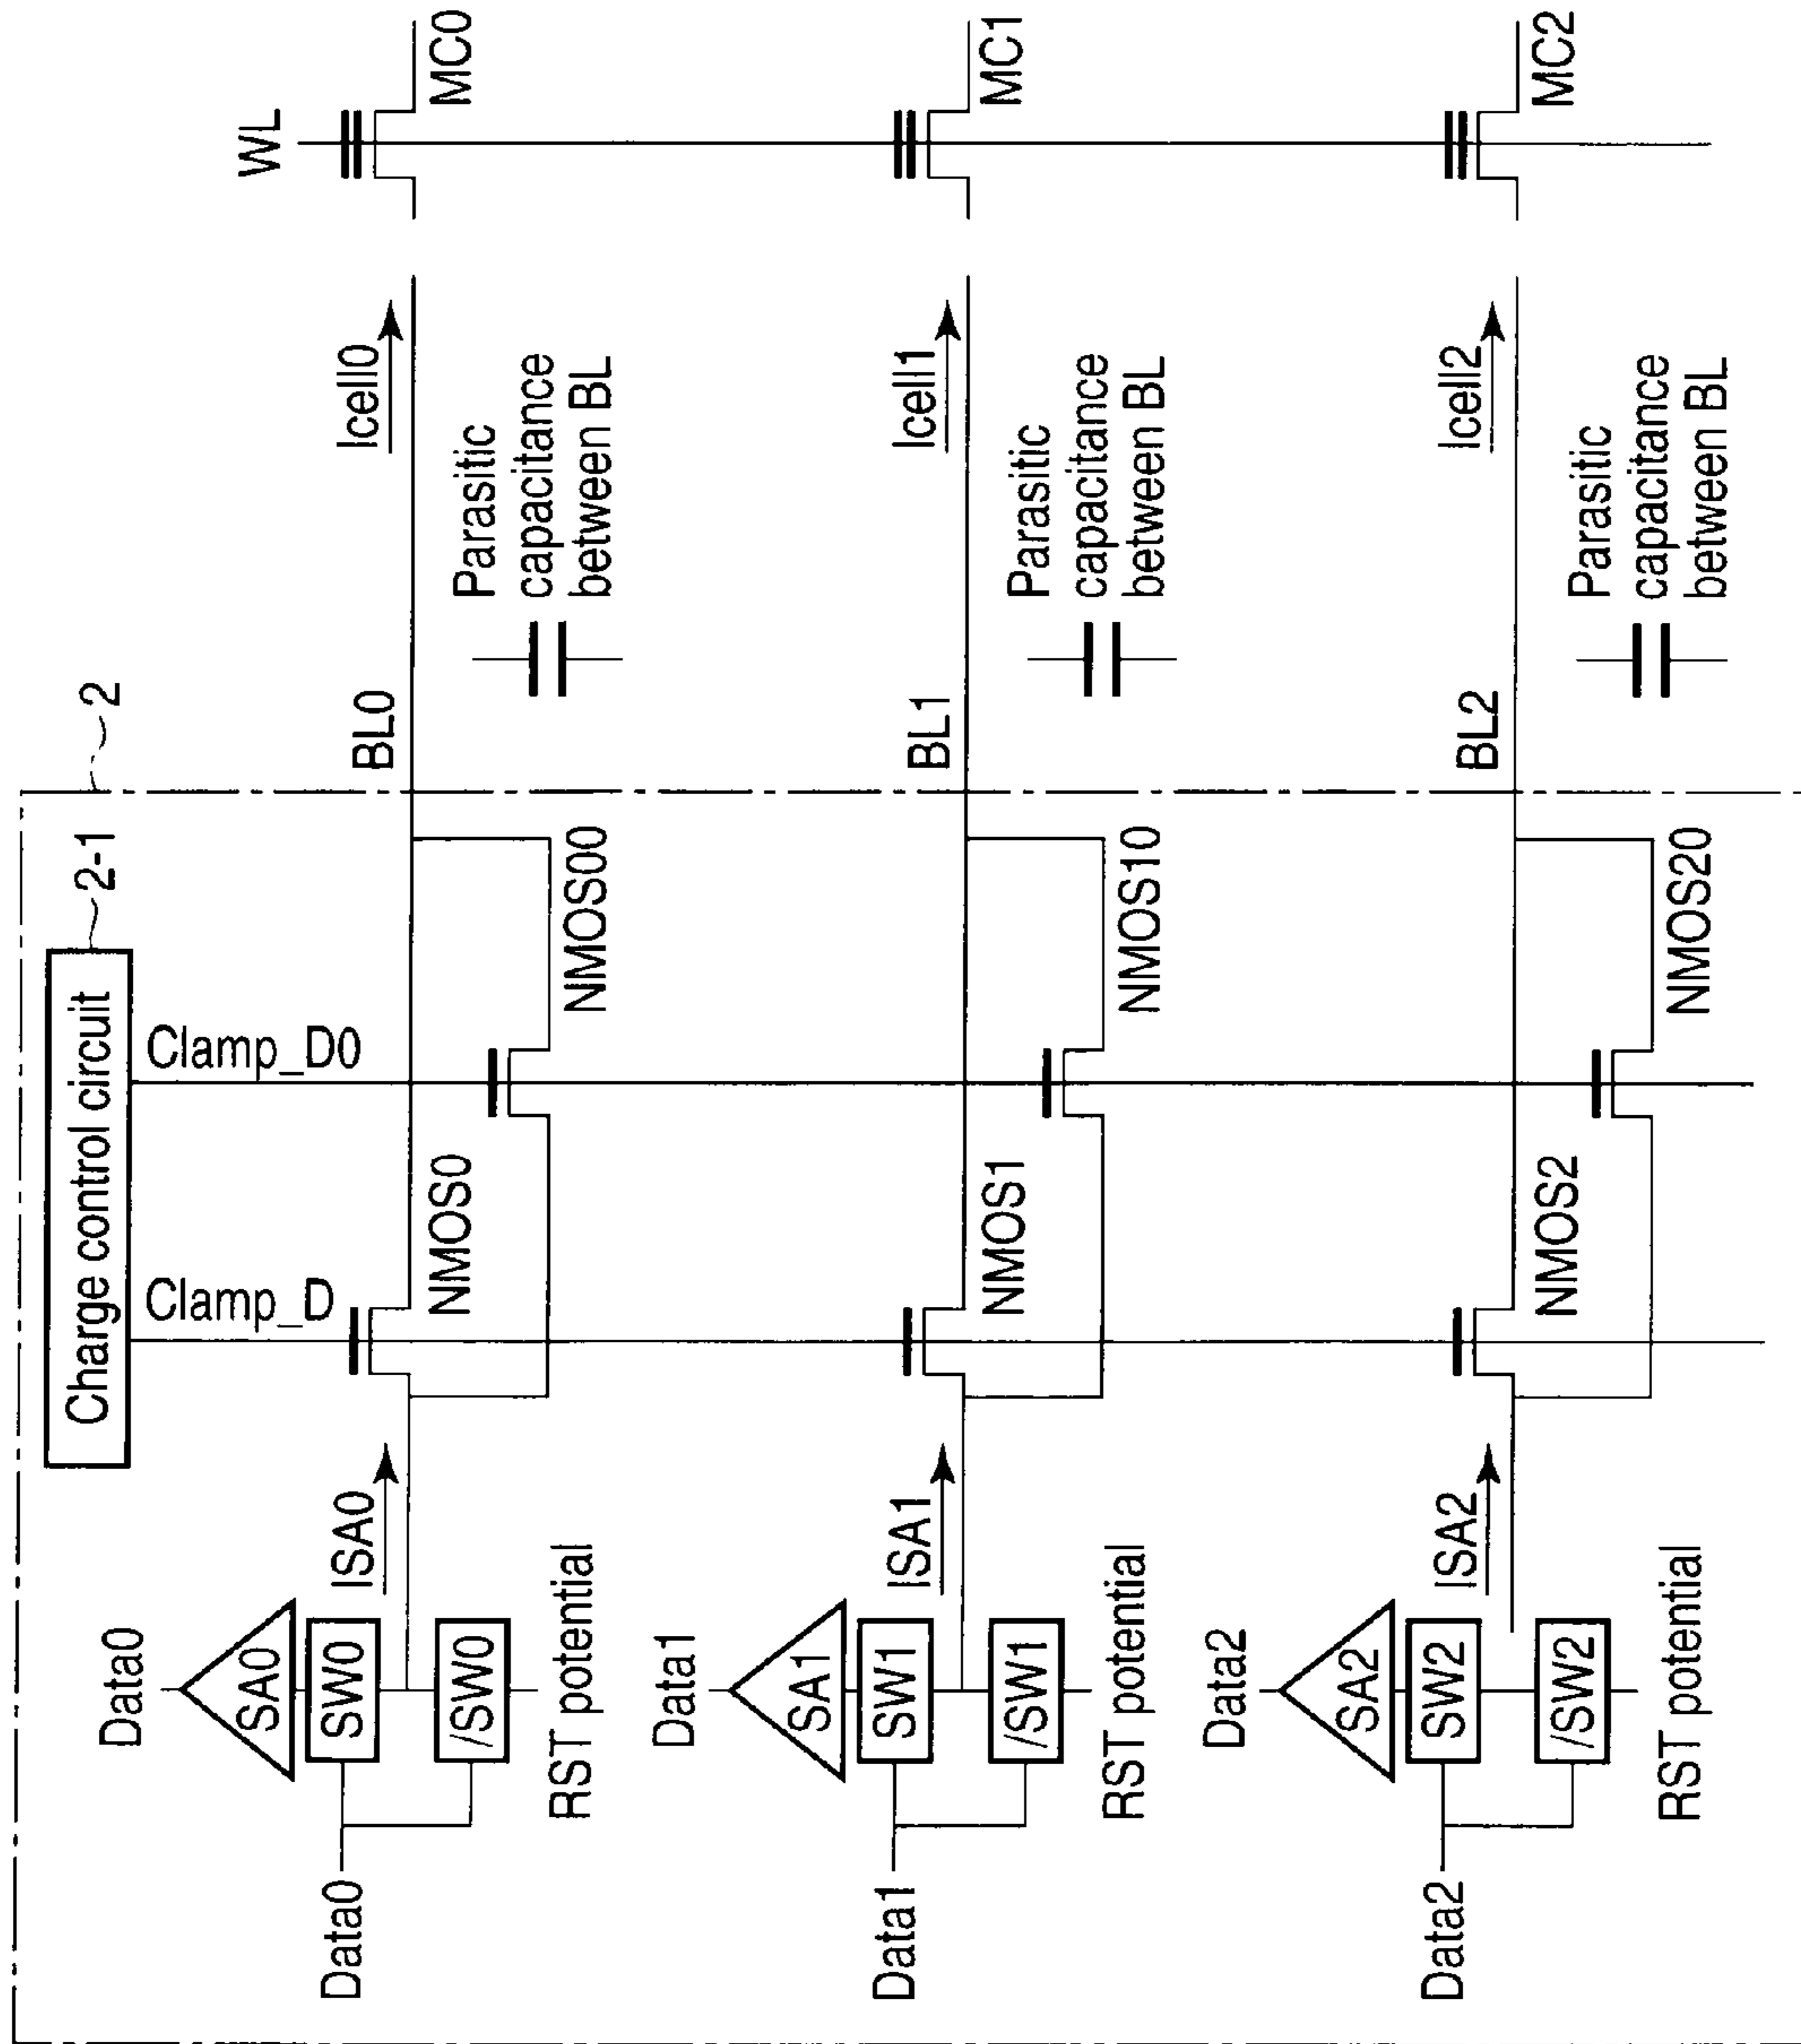 2
Charge control circuit
2-1
Clamp_D
Clamp_D0
WL
Data0
SA0
SW0
/SW0
Data0
RST potential
ISA0
NMOS0
NMOS00
BL0
Icell0
Parasitic
capacitance
between BL
MC0
Data1
SA1
SW1
/SW1
Data1
RST potential
ISA1
NMOS1
NMOS10
BL1
Icell1
Parasitic
capacitance
between BL
MC1
Data2
SA2
SW2
/SW2
Data2
RST potential
ISA2
NMOS2
NMOS20
BL2
Icell2
Parasitic
capacitance
between BL
MC2